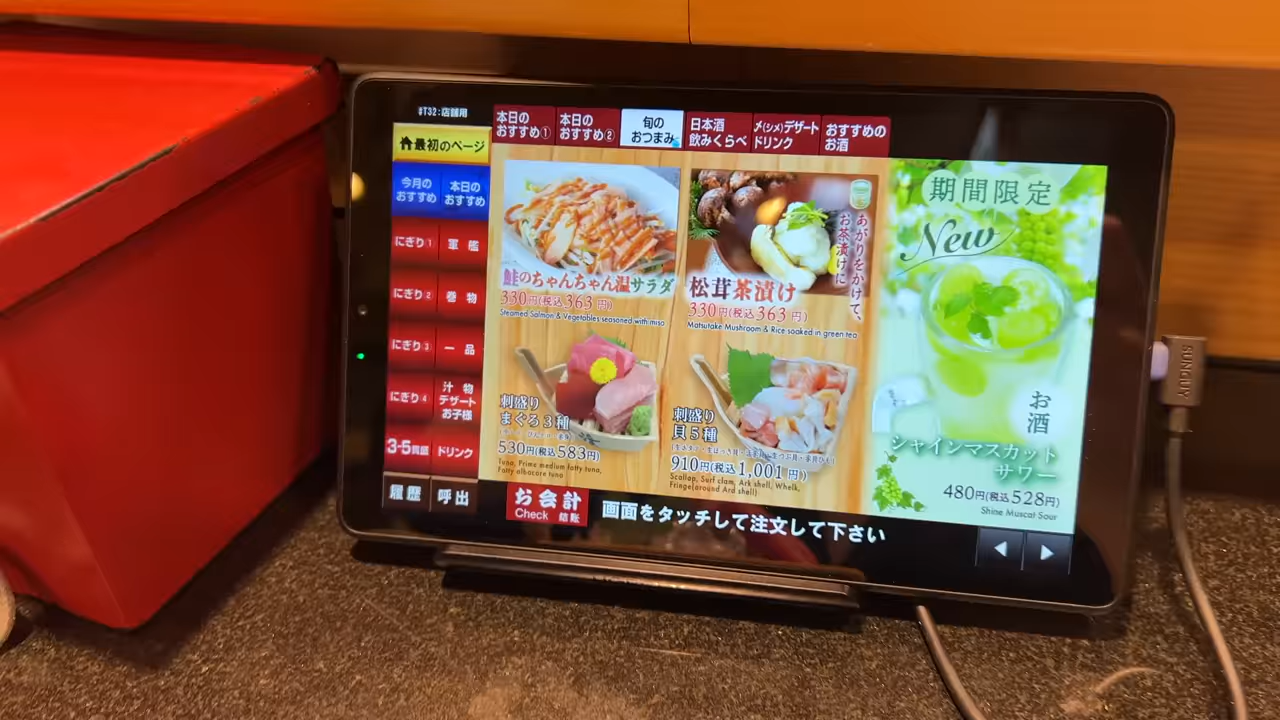 #T32:店舗用
本日の
おすすめ①
本日の
おすすめ②
旬の
おつまみ
日本酒
飲みくらべ
〆(シメ)デザート
ドリンク
おすすめの
お酒
最初のページ
今月の
おすすめ
本日の
おすすめ
にぎり①
軍艦
にぎり②
巻物
にぎり③
一品
にぎり④
汁物
デザート
お子様
3-5貫盛
ドリンク
履歴
呼出
鮭のちゃんちゃん温サラダ
330円(税込363円)
Steamed Salmon & Vegetables seasoned with miso
あがりをかけて、
お茶漬けに
松茸茶漬け
330円(税込363円)
Matsutake Mushroom & Rice soaked in green tea
刺盛り
まぐろ3種
530円(税込583円)
Tuna, Prime medium fatty tuna,
Fatty albacore tuna
刺盛り
貝5種
910円(税込1,001円)
Scallop, Surf clam, Ark shell, Whelk,
Fringe(around Ard shell)
期間限定
New
お酒
シャインマスカット
サワー
480円(税込528円)
Shine Muscat Sour
お会計
Check 结账
画面をタッチして注文して下さい
SUNGUY